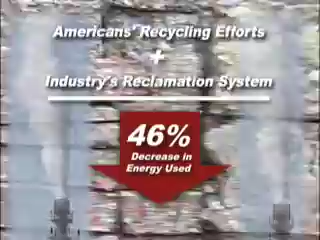 Americans' Recycling Efforts
+
Industry's Reclamation System
46%
Decrease in
Energy Used